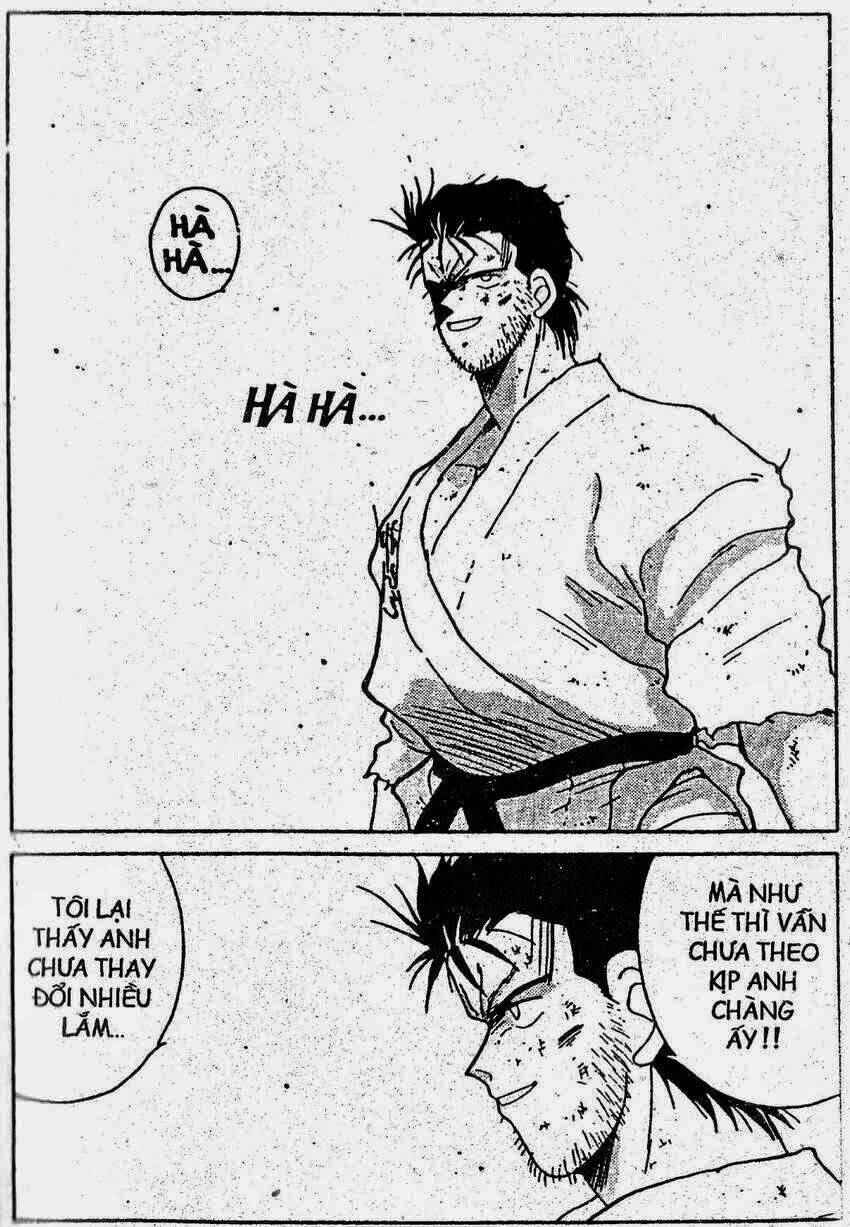 HÀ
HÀ...
HÀ HÀ...
TÔI LẠI
THẤY ANH
CHƯA THAY
ĐỔI NHIỀU
LẮM...
MÀ NHƯ
THẾ THÌ VẪN
CHƯA THEO
KỊP ANH
CHÀNG
ẤY!!